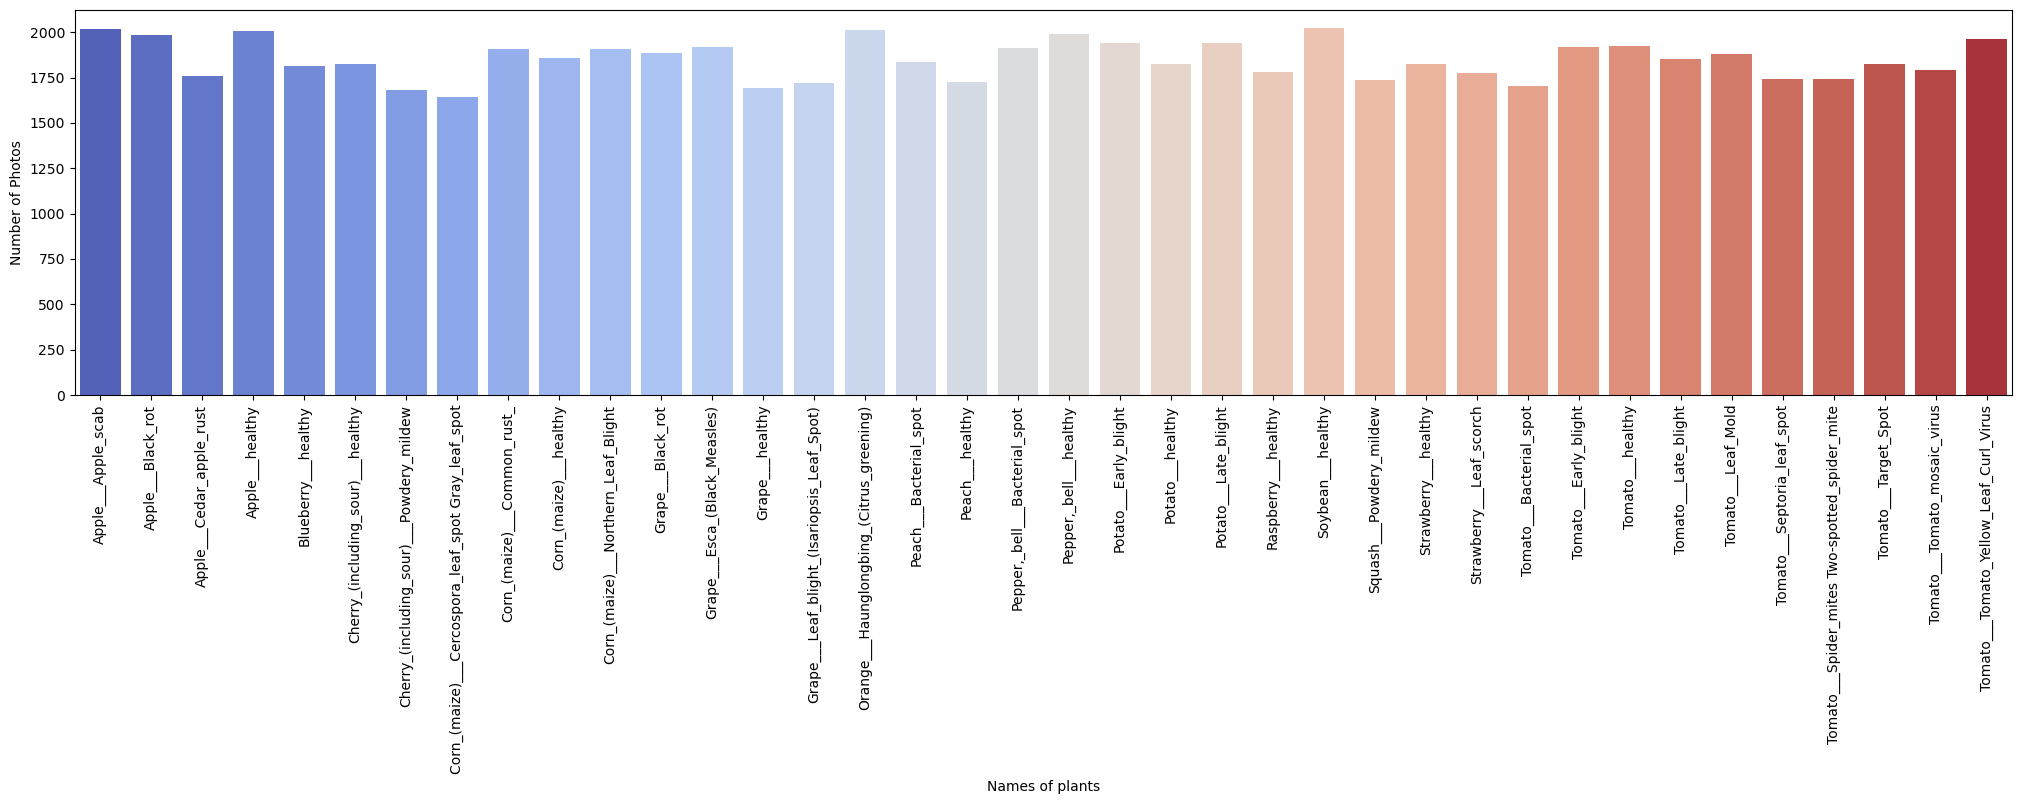 Number of Photos
2000
1750
1500
1250
1000
750
500
250
0
Apple___Apple_scab
Apple___Black_rot
Apple___Cedar_apple_rust
Apple___healthy
Blueberry___healthy
Cherry_(including_sour)___healthy
Cherry_(including_sour)___Powdery_mildew
Corn_(maize)___Cercospora_leaf_spot Gray_leaf_spot
Corn_(maize)___Common_rust_
Corn_(maize)___healthy
Corn_(maize)___Northern_Leaf_Blight
Grape___Black_rot
Grape___Esca_(Black_Measles)
Grape___healthy
Grape___Leaf_blight_(Isariopsis_Leaf_Spot)
Orange___Haunglongbing_(Citrus_greening)
Peach___Bacterial_spot
Peach___healthy
Pepper,_bell___Bacterial_spot
Pepper,_bell___healthy
Potato___Early_blight
Potato___healthy
Potato___Late_blight
Raspberry___healthy
Soybean___healthy
Squash___Powdery_mildew
Strawberry___healthy
Strawberry___Leaf_scorch
Tomato___Bacterial_spot
Tomato___Early_blight
Tomato___healthy
Tomato___Late_blight
Tomato___Leaf_Mold
Tomato___Septoria_leaf_spot
Tomato___Spider_mites Two-spotted_spider_mite
Tomato___Target_Spot
Tomato___Tomato_mosaic_virus
Tomato___Tomato_Yellow_Leaf_Curl_Virus
Names of plants